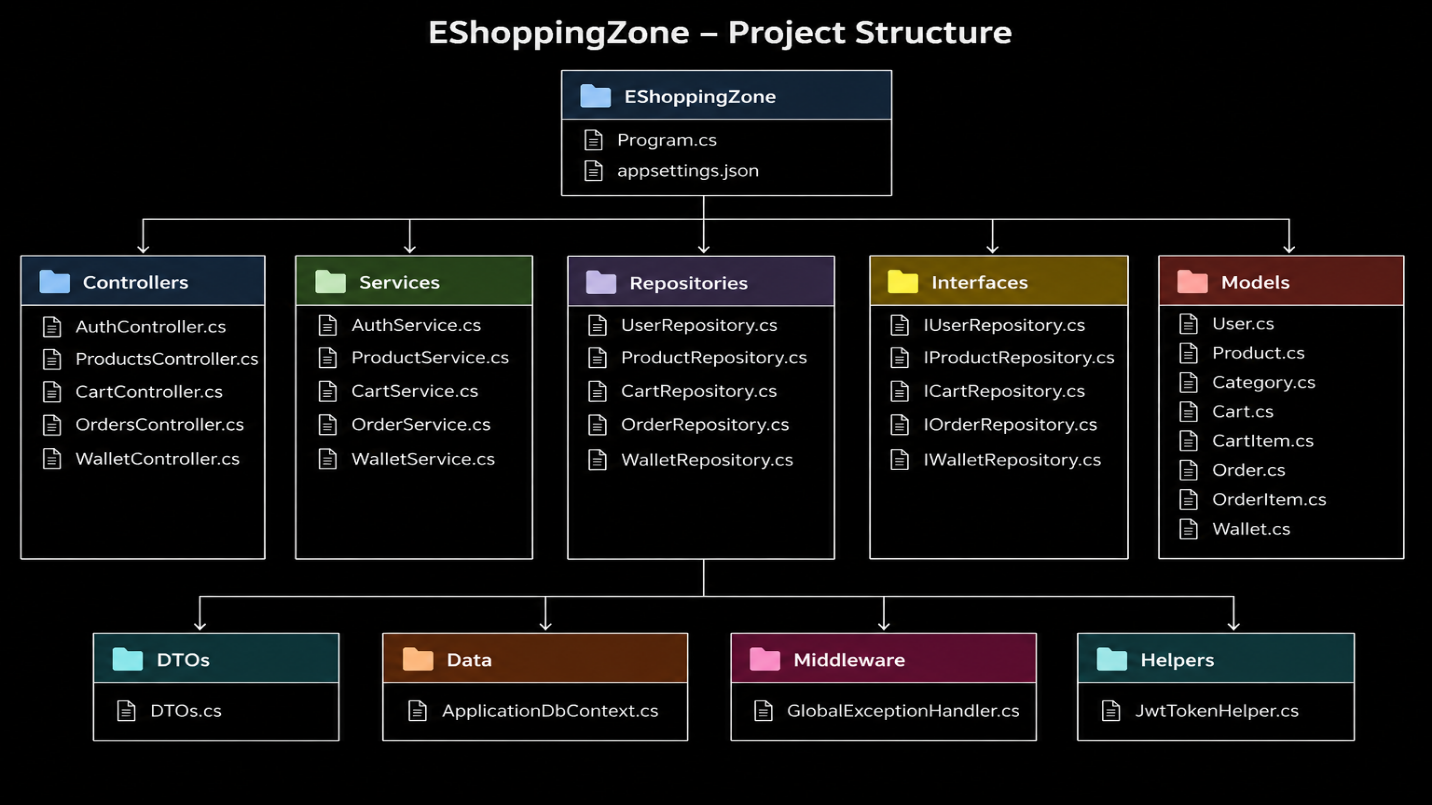 EShoppingZone – Project Structure
EShoppingZone
Program.cs
appsettings.json
Controllers
AuthController.cs
ProductsController.cs
CartController.cs
OrdersController.cs
WalletController.cs
Services
AuthService.cs
ProductService.cs
CartService.cs
OrderService.cs
WalletService.cs
Repositories
UserRepository.cs
ProductRepository.cs
CartRepository.cs
OrderRepository.cs
WalletRepository.cs
Interfaces
IUserRepository.cs
IProductRepository.cs
ICartRepository.cs
IOrderRepository.cs
IWalletRepository.cs
Models
User.cs
Product.cs
Category.cs
Cart.cs
CartItem.cs
Order.cs
OrderItem.cs
Wallet.cs
DTOs
DTOs.cs
Data
ApplicationDbContext.cs
Middleware
GlobalExceptionHandler.cs
Helpers
JwtTokenHelper.cs